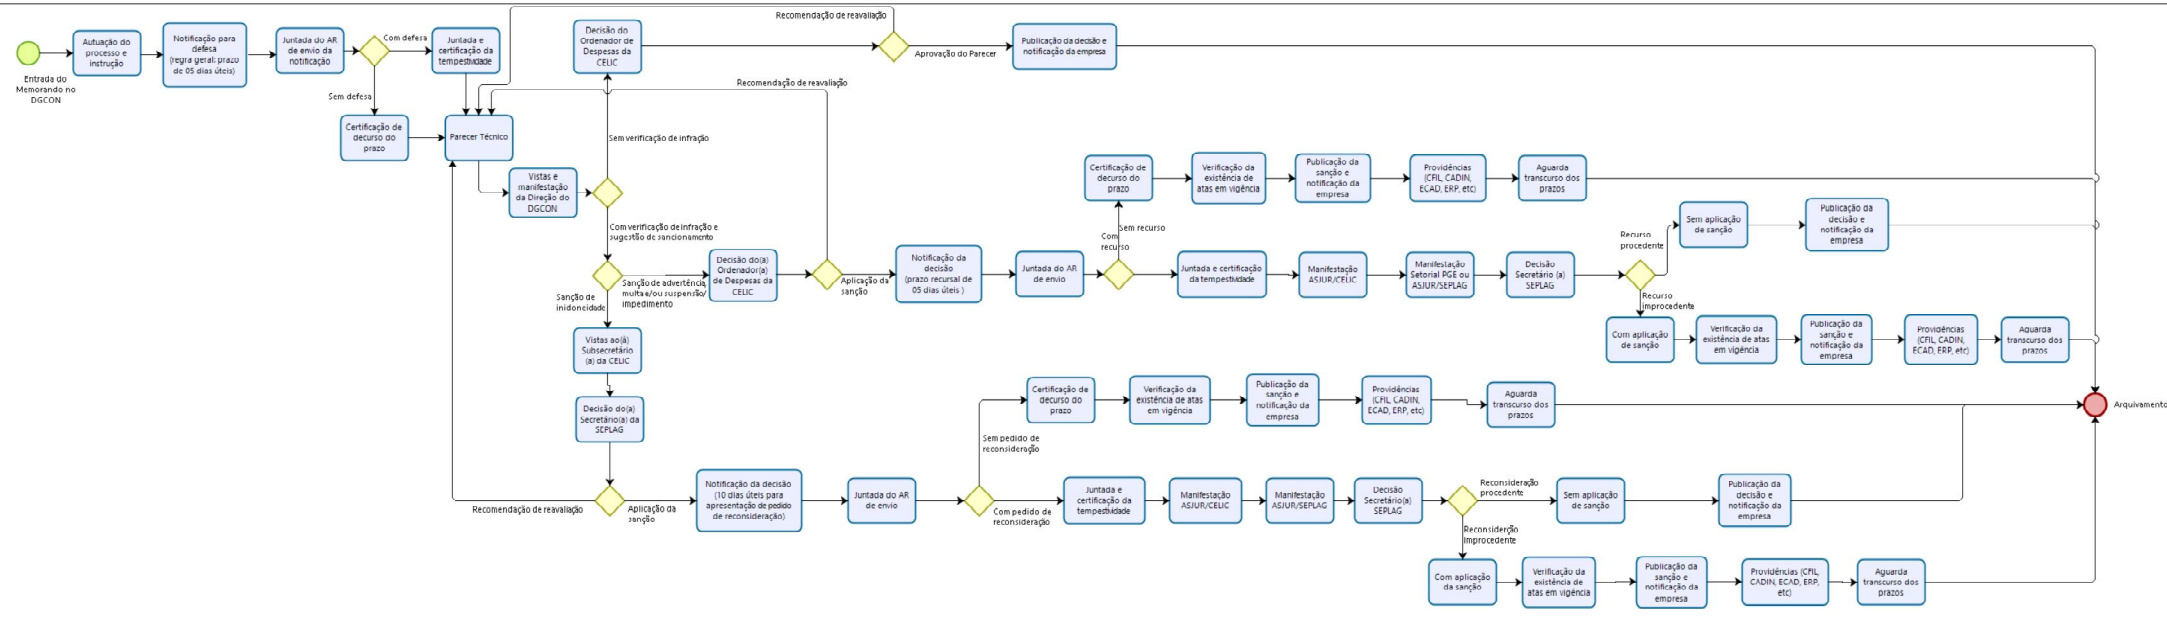 Entrada do
Memorando no
DGCON
Autuação do
processo e
instrução
Notificação para
defesa
(regra geral: prazo
de 05 dias úteis)
Juntada do AR
de envio da
notificação
Com defesa
Sem defesa
Juntada e
certificação da
tempestividade
Certificação de
decurso do
prazo
Parecer Técnico
Vistas e
manifestação
da Direção do
DGCON
Sem verificação de infração
Decisão do
Ordenador de
Despesas da
CELIC
Recomendação de reavaliação
Aprovação do Parecer
Publicação da decisão e
notificação da empresa
Recomendação de reavaliação
Com verificação de infração e
sugestão de sancionamento
Sanção de advertência,
multa e/ou suspensão/
impedimento
Decisão do(a)
Ordenador(a)
de Despesas da
CELIC
Aplicação da
sanção
Notificação da
decisão
(prazo recursal de
05 dias úteis )
Juntada do AR
de envio
Sem recurso
Com
recurso
Certificação de
decurso do
prazo
Verificação da
existência de
atas em vigência
Publicação da
sanção e
notificação da
empresa
Providências
(CFIL, CADIN,
ECAD, ERP, etc)
Aguarda
transcurso dos
prazos
Juntada e certificação
da tempestividade
Manifestação
ASJUR/CELIC
Manifestação
Setorial PGE ou
ASJUR/SEPLAG
Decisão
Secretário (a)
SEPLAG
Recurso
procedente
Sem aplicação
de sanção
Publicação da
decisão e
notificação da
empresa
Recurso
improcedente
Com aplicação
de sanção
Verificação da
existência de atas
em vigência
Publicação da
sanção e
notificação da
empresa
Providências
(CFIL, CADIN,
ECAD, ERP, etc)
Aguarda
transcurso dos
prazos
Sanção de
inidoneidade
Vistas ao(à)
Subsecretário
(a) da CELIC
Decisão do(a)
Secretário(a) da
SEPLAG
Recomendação de reavaliação
Aplicação da
sanção
Notificação da decisão
(10 dias úteis para
apresentação de pedido
de reconsideração)
Juntada do AR
de envio
Sem pedido de
reconsideração
Certificação de
decurso do
prazo
Verificação da
existência de atas
em vigência
Publicação da
sanção e
notificação da
empresa
Providências
(CFIL, CADIN,
ECAD, ERP, etc)
Aguarda
transcurso dos
prazos
Arquivamento
Com pedido de
reconsideração
Juntada e
certificação da
tempestividade
Manifestação
ASJUR/CELIC
Manifestação
ASJUR/SEPLAG
Decisão
Secretário(a)
SEPLAG
Reconsideração
procedente
Sem aplicação
de sanção
Publicação da
decisão e
notificação da
empresa
Reconsiderção
improcedente
Com aplicação
da sanção
Verificação da
existência de
atas em vigência
Publicação da
sanção e
notificação da
empresa
Providências (CFIL,
CADIN, ECAD, ERP,
etc)
Aguarda
transcurso dos
prazos